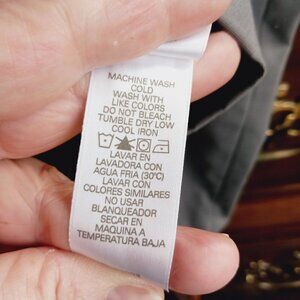 MACHINE WASH
COLD
WASH WITH
LIKE COLORS
DO NOT BLEACH
TUMBLE DRY LOW
COOL IRON
LAVAR EN
LAVADORA CON
AGUA FRIA (30°C)
LAVAR CON
COLORES SIMILARES
NO USAR
BLANQUEADOR
SECAR EN
MAQUINA A
TEMPERATURA BAJA